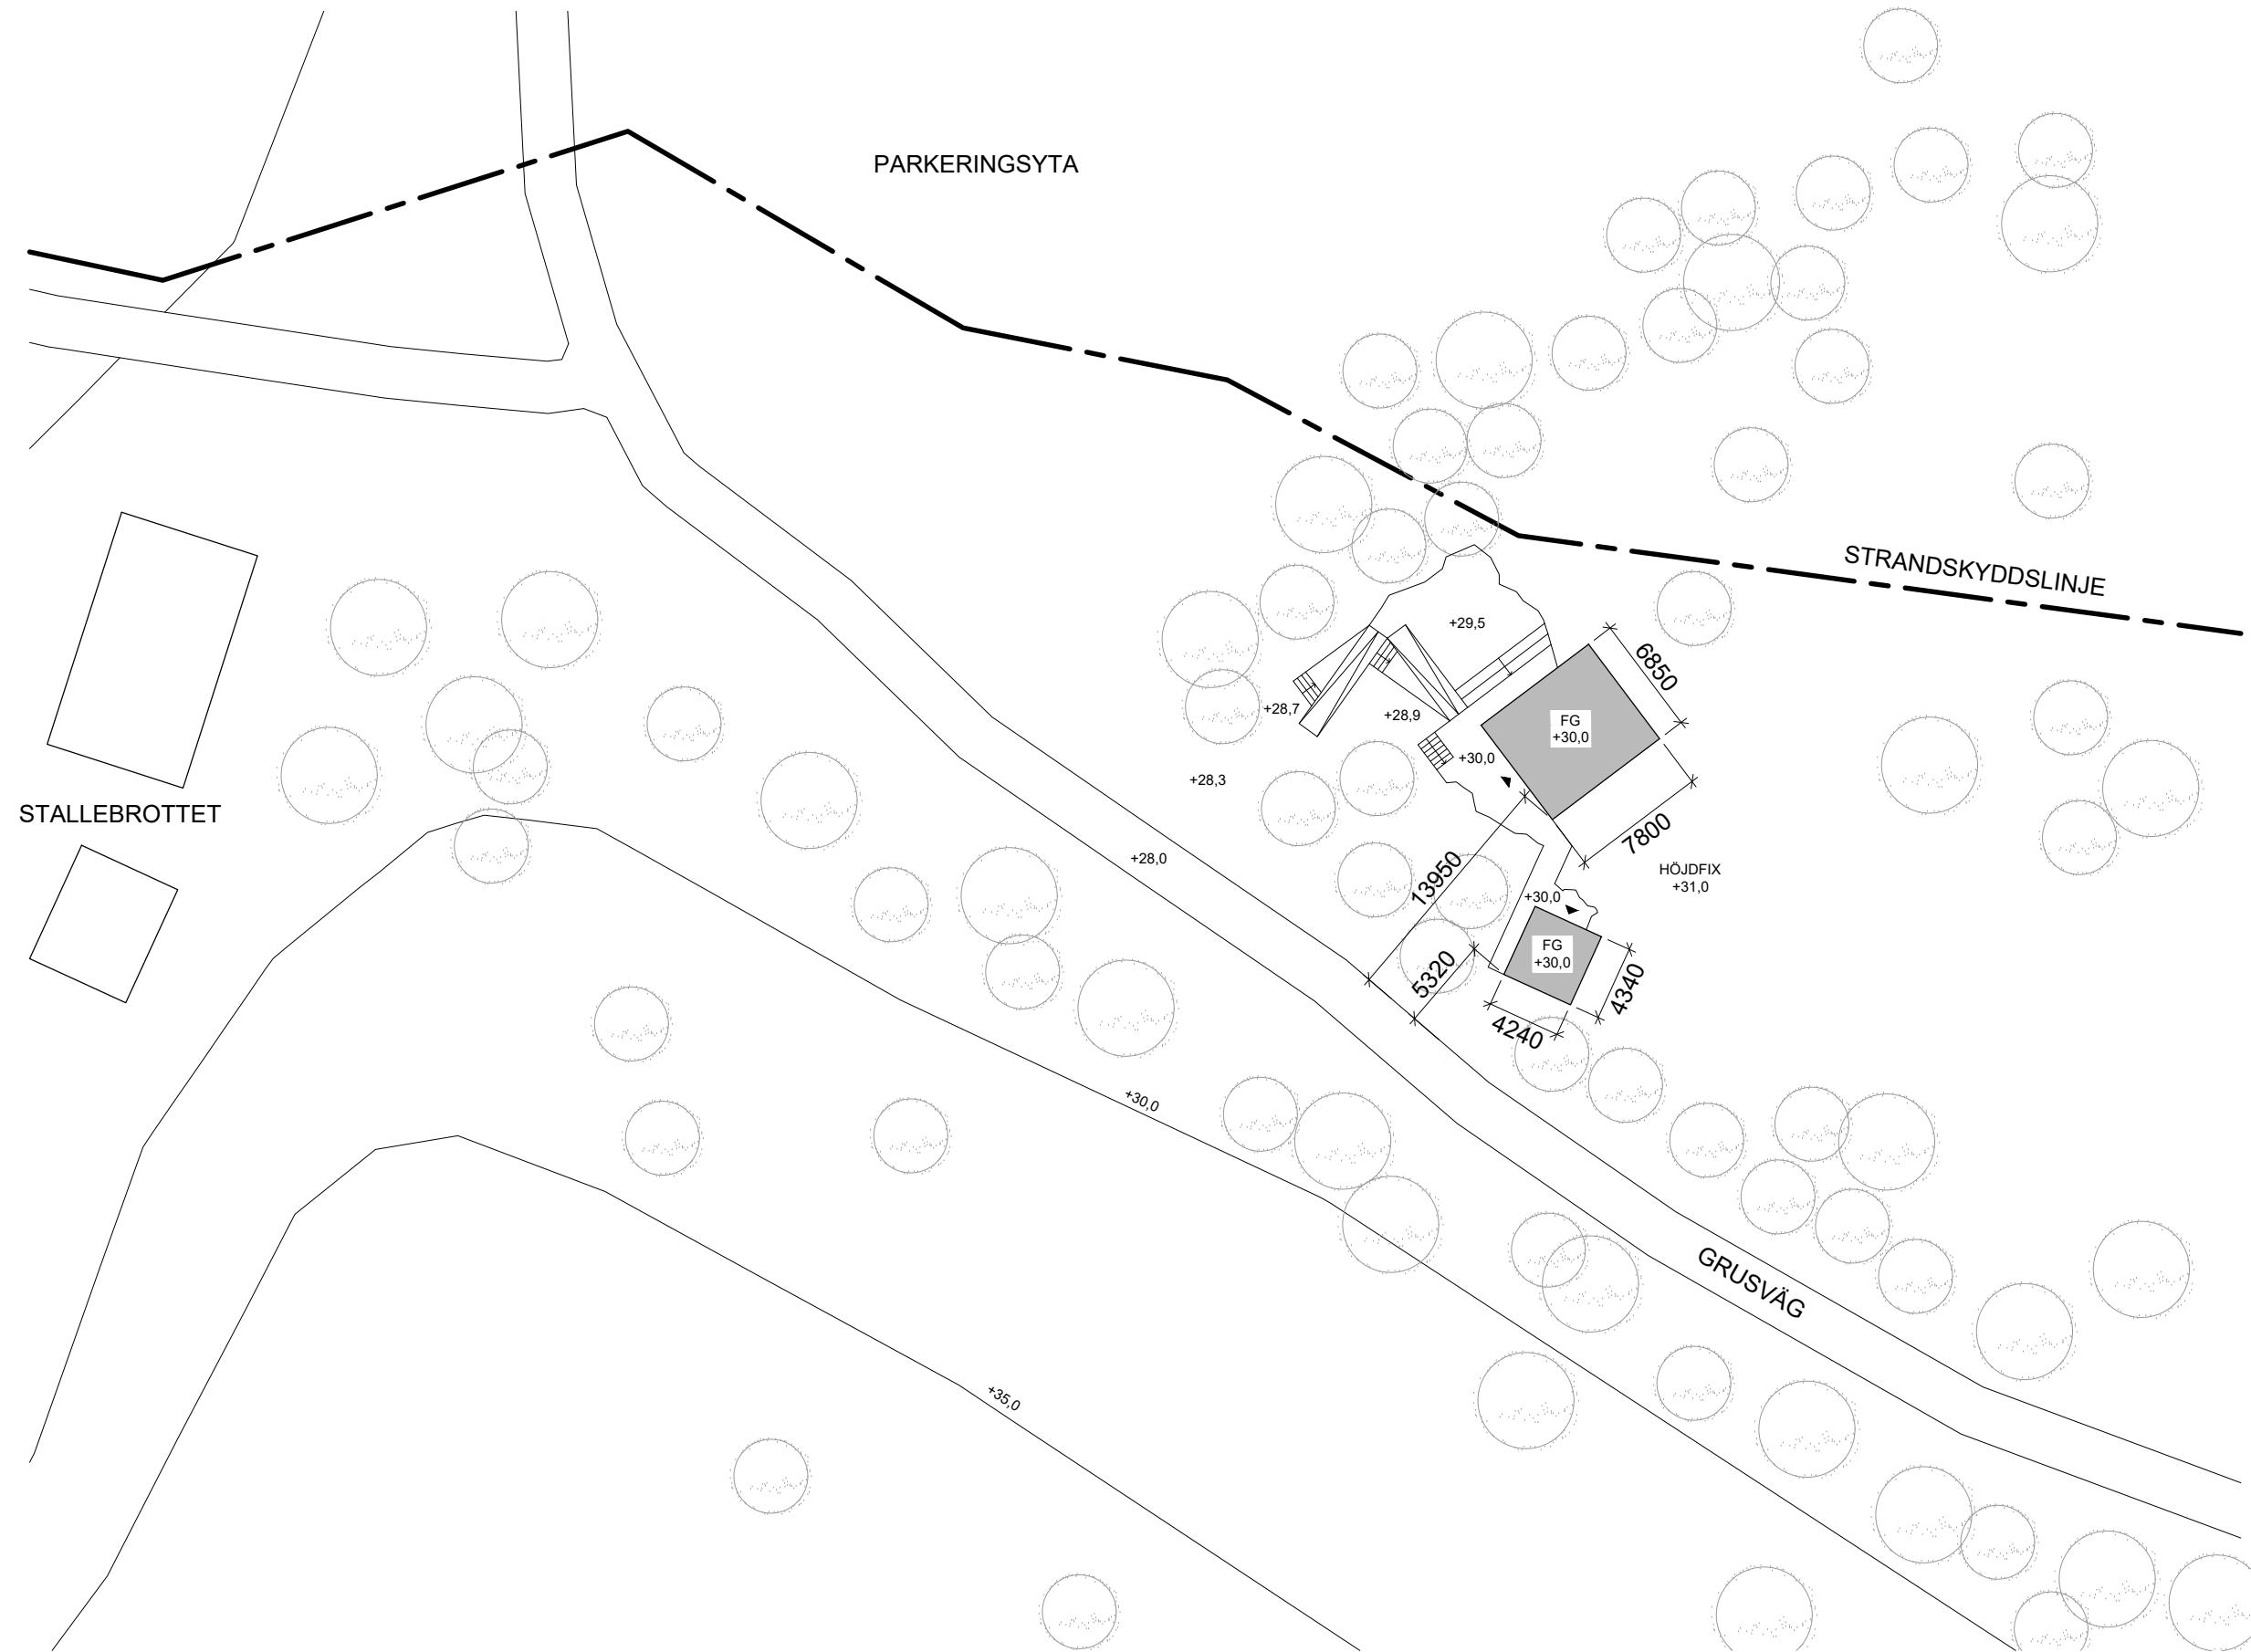 PARKERINGSYTA
STRANDSKYDDSLINJE
+29,5
6850
+28,7
+28,9
FG
+30,0
+30,0
+28,3
STALLEBROTTET
7800
+28,0
13950
HÖJDFIX
+31,0
+30,0
FG
+30,0
5320
4340
4240
+30,0
GRUSVÄG
+35,0